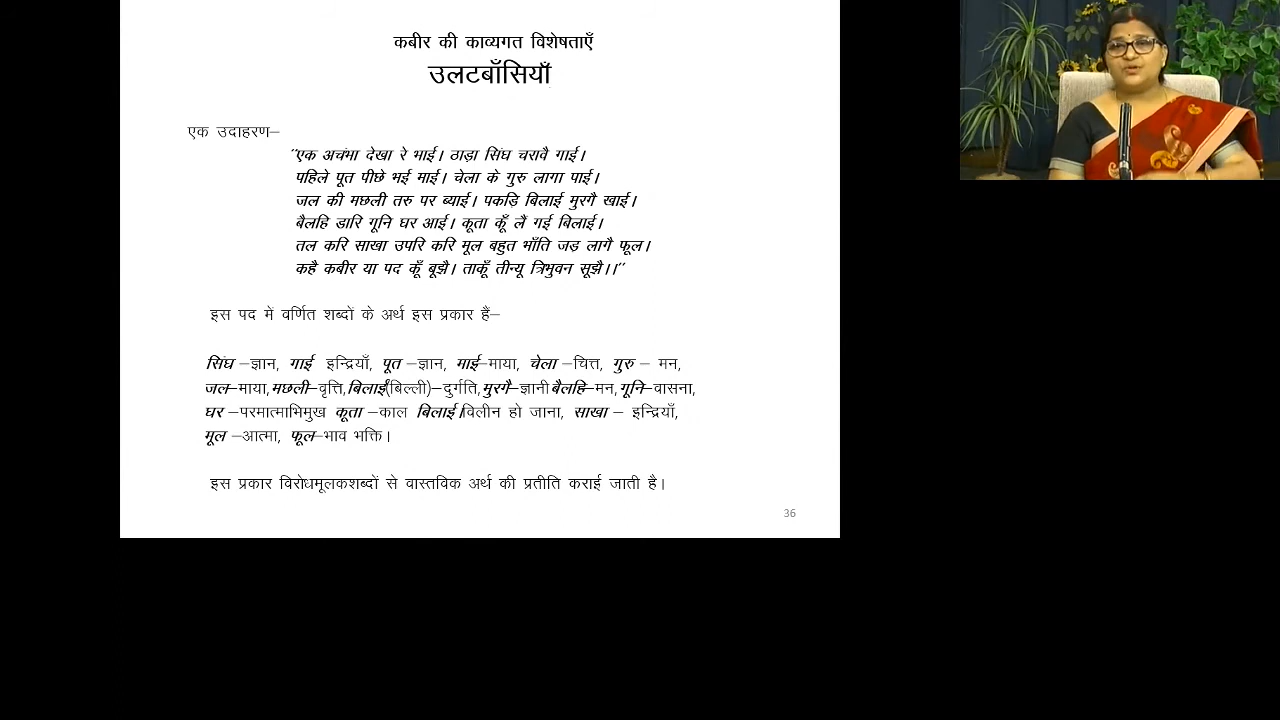 कबीर की काव्यगत विशेषताएँ
उलटबाँसियाँ
एक उदाहरण–
"एक अचंभा देखा रे भाई। ठाड़ा सिंघ चरावै गाई।
पहिले पूत पीछे भई माई। चेला के गुरु लागा पाई।
जल की मछली तरु पर ब्याई। पकड़ि बिलाई मुरगै खाई।
बैलहि डारि गूनि घर आई। कूता कूँ लैं गई बिलाई।
तल करि साखा उपरि करि मूल बहुत भाँति जड़ लागै फूल।
कहै कबीर या पद कूँ बूझै। ताकूँ तीन्यू त्रिभुवन सूझै।।"
इस पद में वर्णित शब्दों के अर्थ इस प्रकार हैं–
सिंघ –ज्ञान, गाई इन्द्रियाँ, पूत –ज्ञान, माई–माया, चेला –चित्त, गुरु – मन,
जल–माया,मछली–वृत्ति,बिलाई(बिल्ली)–दुर्गति,मुरगै–ज्ञानी बैलहि–मन,गूनि–वासना,
घर –परमात्माभिमुख कूता –काल बिलाई।विलीन हो जाना, साखा – इन्द्रियाँ,
मूल –आत्मा, फूल–भाव भक्ति।
इस प्रकार विरोधमूलकशब्दों से वास्तविक अर्थ की प्रतीति कराई जाती है।
36